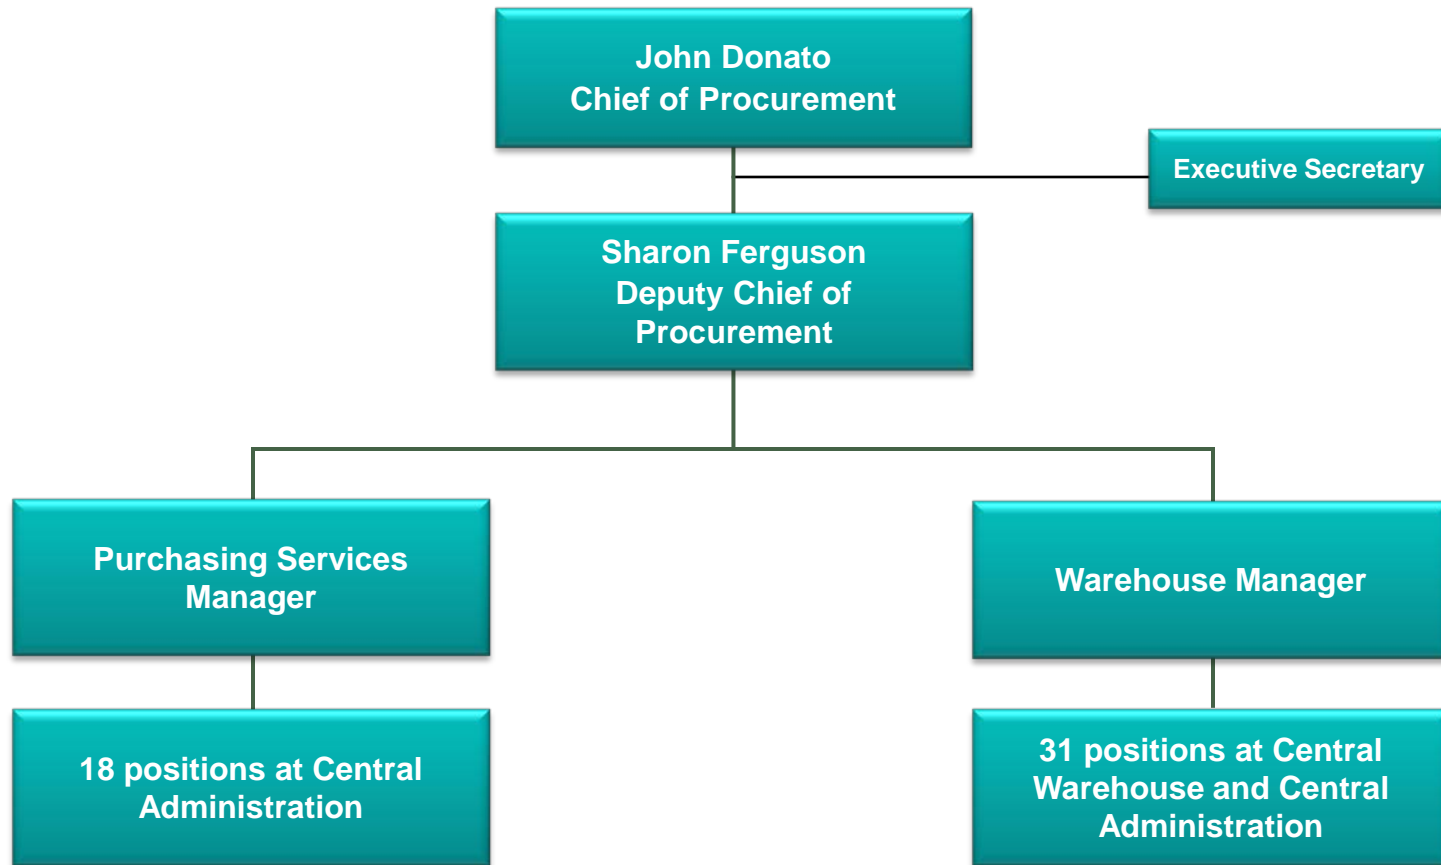 John Donato
Chief of Procurement
Executive Secretary
Sharon Ferguson
Deputy Chief of
Procurement
Purchasing Services
Manager
Warehouse Manager
18 positions at Central
Administration
31 positions at Central
Warehouse and Central
Administration